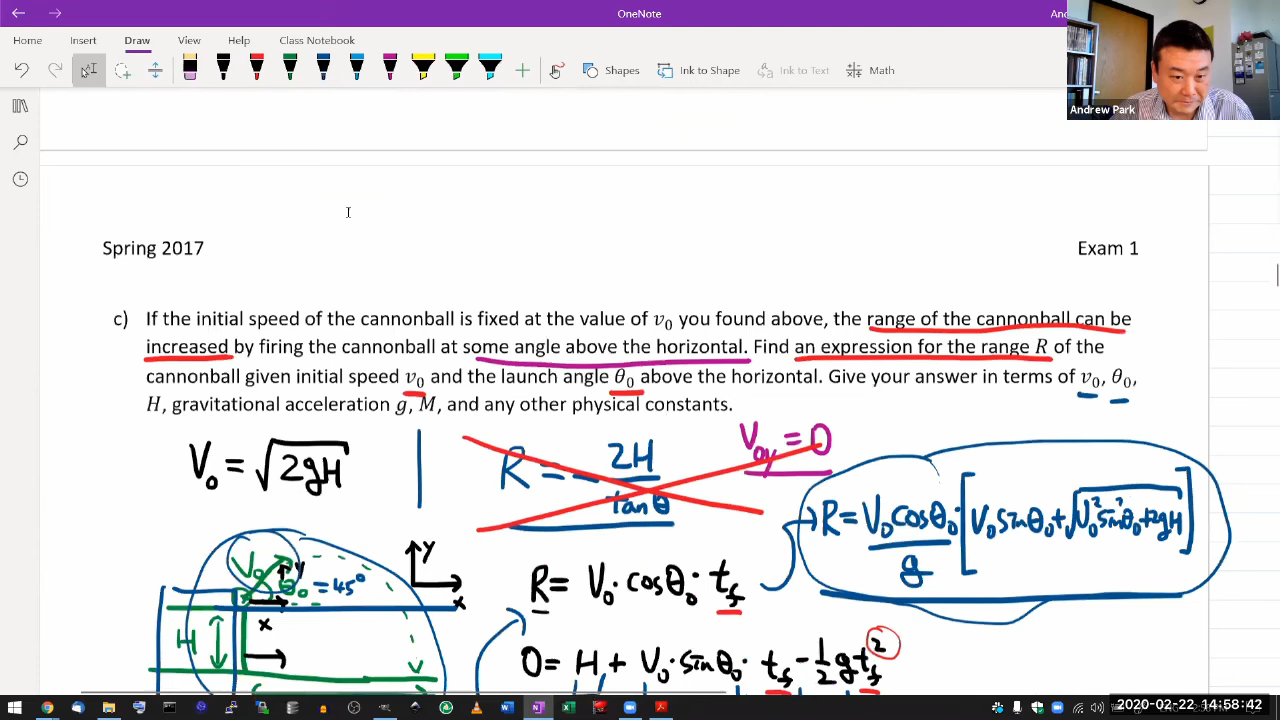 OneNote
And
Home Insert Draw View Help Class Notebook
Shapes Ink to Shape Ink to Text Math
Andrew Park
Spring 2017 Exam 1
c) If the initial speed of the cannonball is fixed at the value of v₀ you found above, the range of the cannonball can be
increased by firing the cannonball at some angle above the horizontal. Find an expression for the range R of the
cannonball given initial speed v₀ and the launch angle θ₀ above the horizontal. Give your answer in terms of v₀, θ₀,
H, gravitational acceleration g, M, and any other physical constants.
V₀ = √2gH
R = - 2H / tanθ
V₀y = 0
R = V₀cosθ₀ / g [V₀sinθ₀ + √V₀²sin²θ₀ + 2gH]
V₀ θ₀ = 45°
y
x
y
x
H
R = V₀·cosθ₀·t_f
0 = H + V₀·sinθ₀·t_f - 1/2 g t_f²
2020-02-22 14:58:42